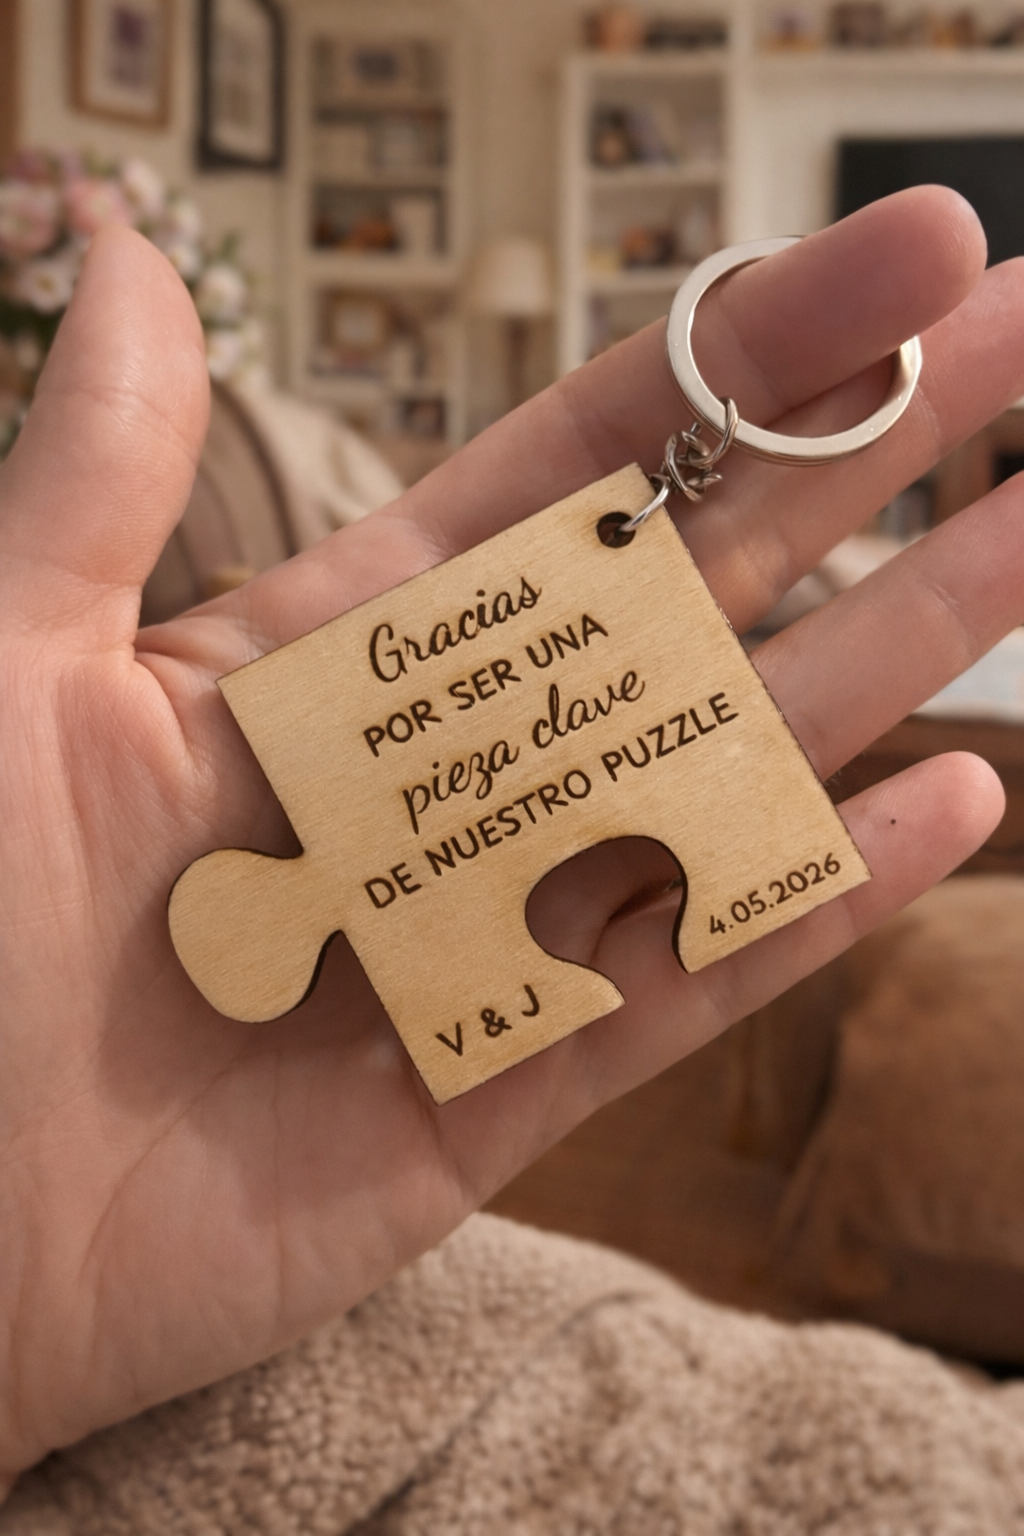 Gracias
POR SER UNA
pieza clave
DE NUESTRO PUZZLE
V & J
4.05.2026